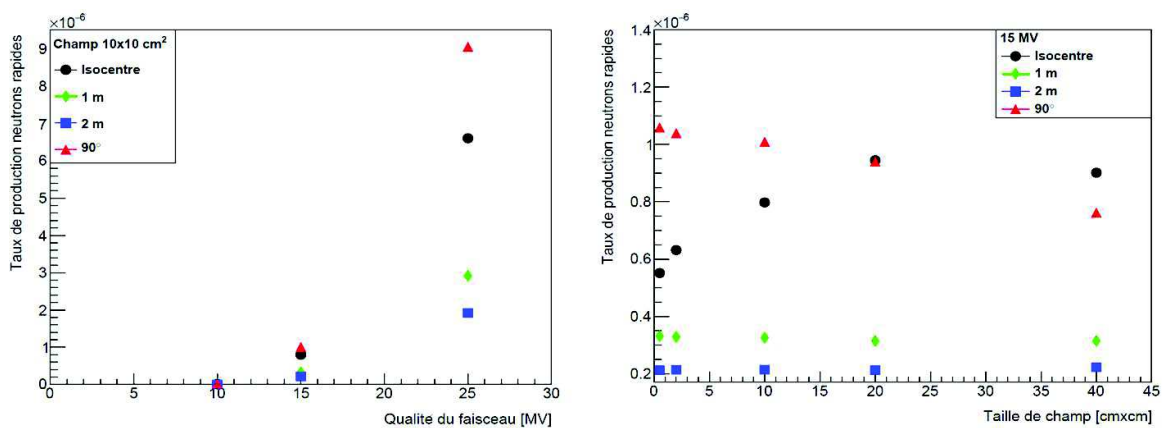 ×10⁻⁶
Taux de production neutrons rapides
9
8
7
6
5
4
3
2
1
0
Champ 10x10 cm²
Isocentre
1 m
2 m
90°
0 5 10 15 20 25 30
Qualite du faisceau [MV]
×10⁻⁶
Taux de production neutrons rapides
1.4
1.2
1
0.8
0.6
0.4
0.2
15 MV
Isocentre
1 m
2 m
90°
0 5 10 15 20 25 30 35 40 45
Taille de champ [cmxcm]